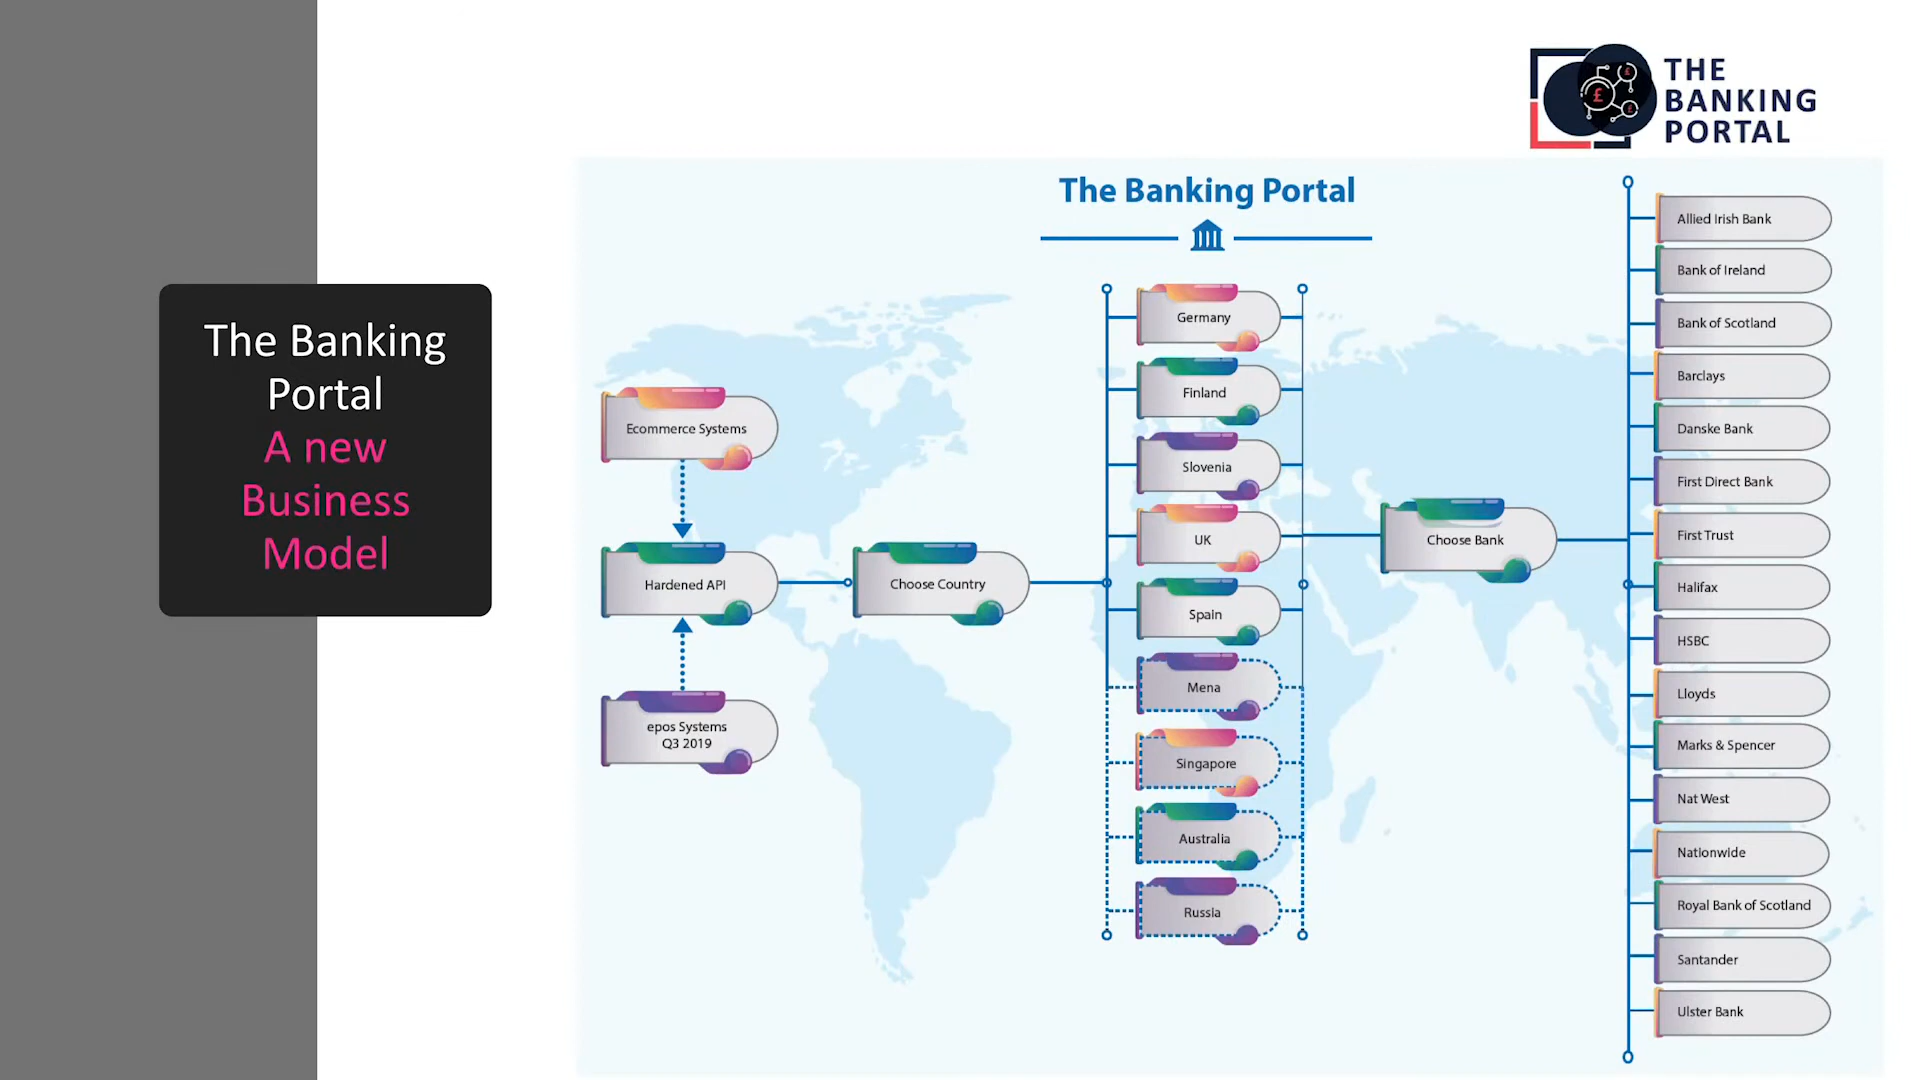 THE
BANKING
PORTAL
The Banking
Portal
A new
Business
Model
The Banking Portal
Ecommerce Systems
Hardened API
epos Systems
Q3 2019
Choose Country
Germany
Finland
Slovenia
UK
Spain
Mena
Singapore
Australia
Russia
Choose Bank
Allied Irish Bank
Bank of Ireland
Bank of Scotland
Barclays
Danske Bank
First Direct Bank
First Trust
Halifax
HSBC
Lloyds
Marks & Spencer
Nat West
Nationwide
Royal Bank of Scotland
Santander
Ulster Bank